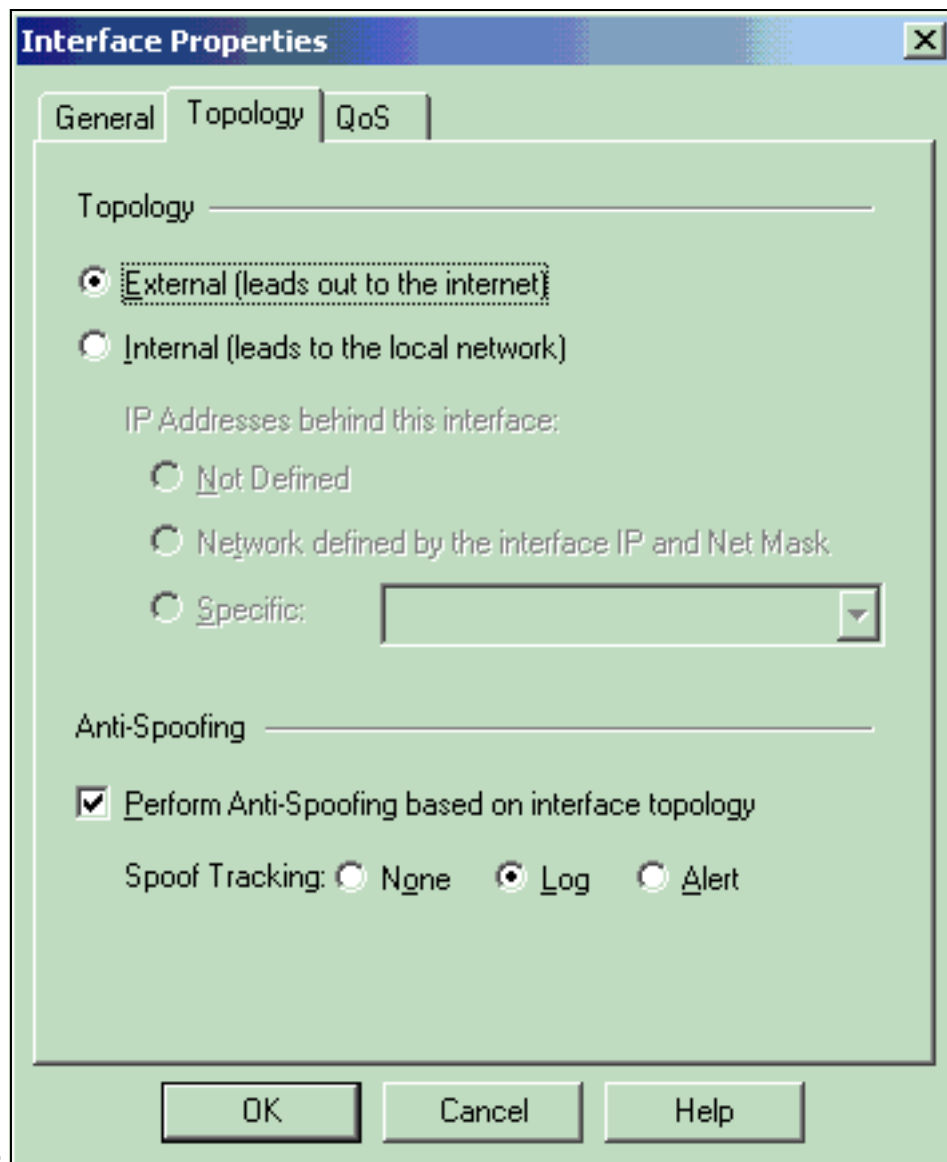 Interface Properties
General Topology QoS
Topology
External (leads out to the internet)
Internal (leads to the local network)
IP Addresses behind this interface:
Not Defined
Network defined by the interface IP and Net Mask
Specific:
Anti-Spoofing
Perform Anti-Spoofing based on interface topology
Spoof Tracking: None Log Alert
OK Cancel Help